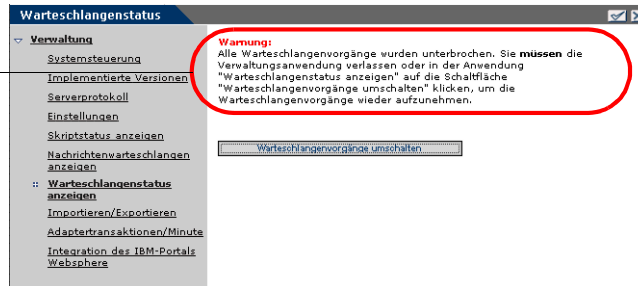 Warteschlangenstatus
Verwaltung
Systemsteuerung
Implementierte Versionen
Serverprotokoll
Einstellungen
Skriptstatus anzeigen
Nachrichtenwarteschlangen
anzeigen
Warteschlangenstatus
anzeigen
Importieren/Exportieren
Adaptertransaktionen/Minute
Integration des IBM-Portals
Websphere
Warnung:
Alle Warteschlangenvorgänge wurden unterbrochen. Sie müssen die
Verwaltungsanwendung verlassen oder in der Anwendung
"Warteschlangenstatus anzeigen" auf die Schaltfläche
"Warteschlangenvorgänge umschalten" klicken, um die
Warteschlangenvorgänge wieder aufzunehmen.
Warteschlangenvorgänge umschalten